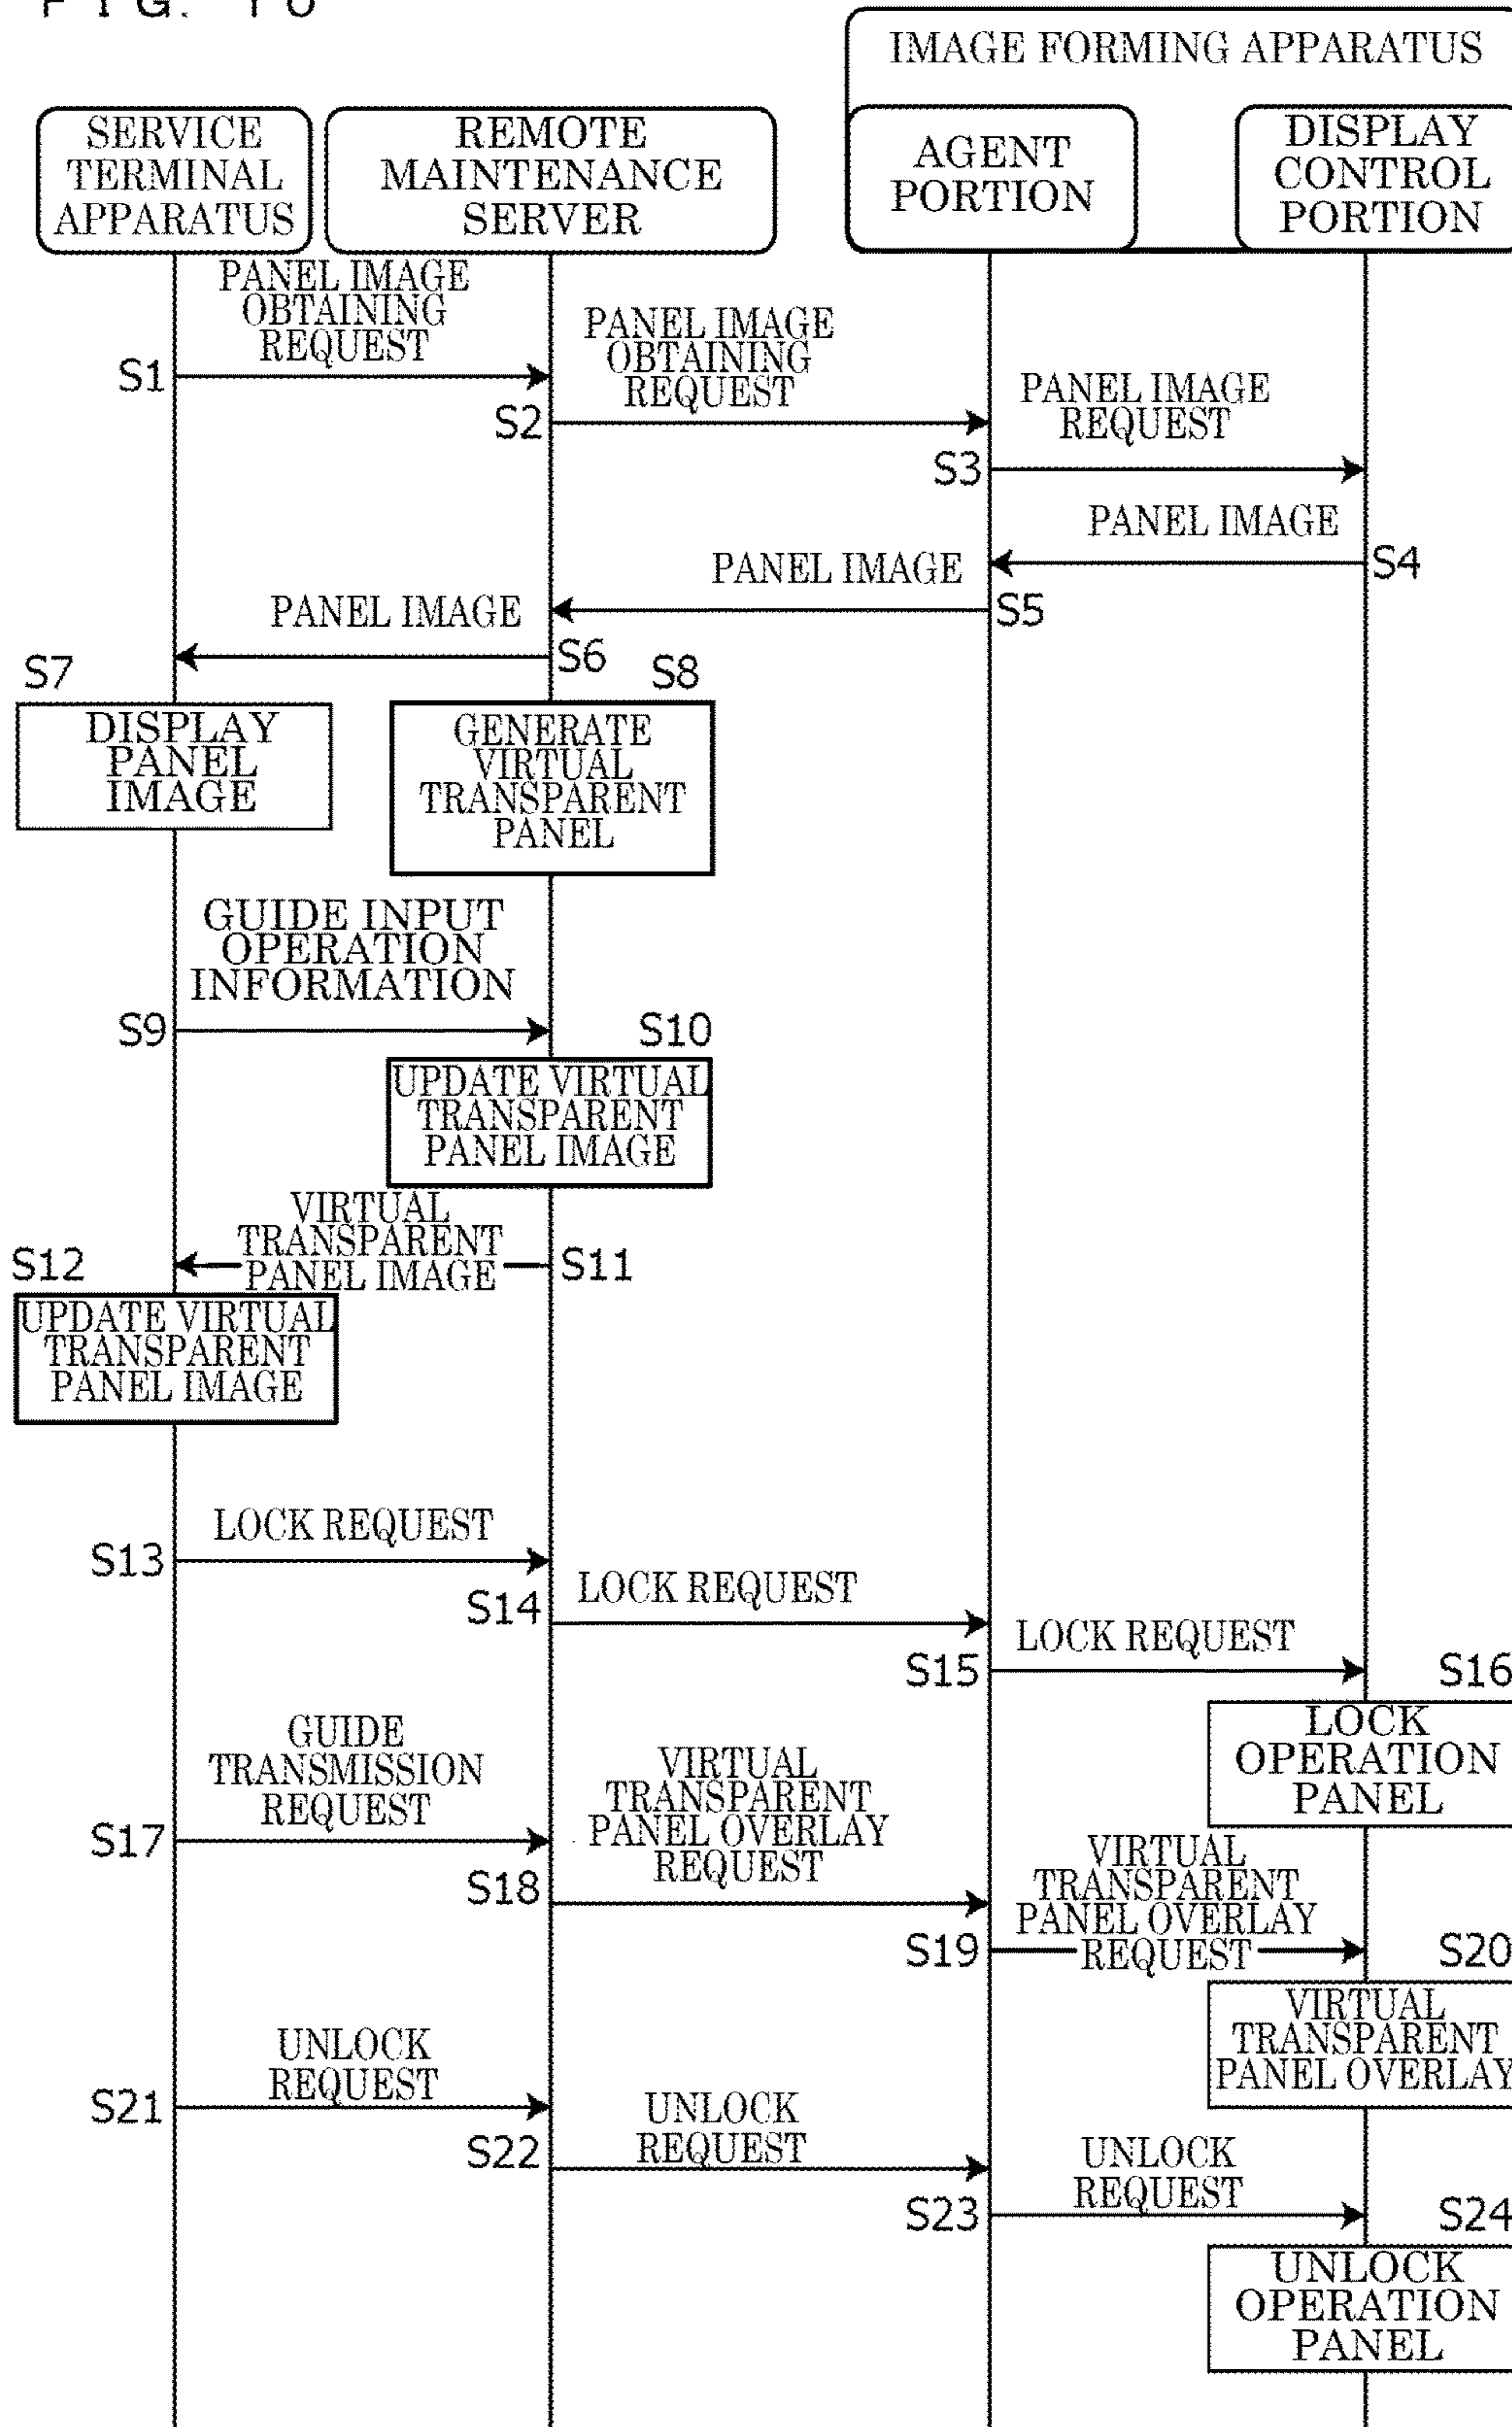 IMAGE FORMING APPARATUS
SERVICE
TERMINAL
APPARATUS
REMOTE
MAINTENANCE
SERVER
AGENT
PORTION
DISPLAY
CONTROL
PORTION
PANEL IMAGE
OBTAINING
REQUEST
S1
PANEL IMAGE
OBTAINING
REQUEST
S2
PANEL IMAGE
REQUEST
S3
PANEL IMAGE
S4
PANEL IMAGE
S5
PANEL IMAGE
S6
S7
DISPLAY
PANEL
IMAGE
S8
GENERATE
VIRTUAL
TRANSPARENT
PANEL
GUIDE INPUT
OPERATION
INFORMATION
S9
S10
UPDATE VIRTUAL
TRANSPARENT
PANEL IMAGE
VIRTUAL
TRANSPARENT
PANEL IMAGE
S11
S12
UPDATE VIRTUAL
TRANSPARENT
PANEL IMAGE
LOCK REQUEST
S13
LOCK REQUEST
S14
LOCK REQUEST
S15
S16
LOCK
OPERATION
PANEL
GUIDE
TRANSMISSION
REQUEST
S17
VIRTUAL
TRANSPARENT
PANEL OVERLAY
REQUEST
S18
VIRTUAL
TRANSPARENT
PANEL OVERLAY
REQUEST
S19
S20
VIRTUAL
TRANSPARENT
PANEL OVERLAY
UNLOCK
REQUEST
S21
UNLOCK
REQUEST
S22
UNLOCK
REQUEST
S23
S24
UNLOCK
OPERATION
PANEL